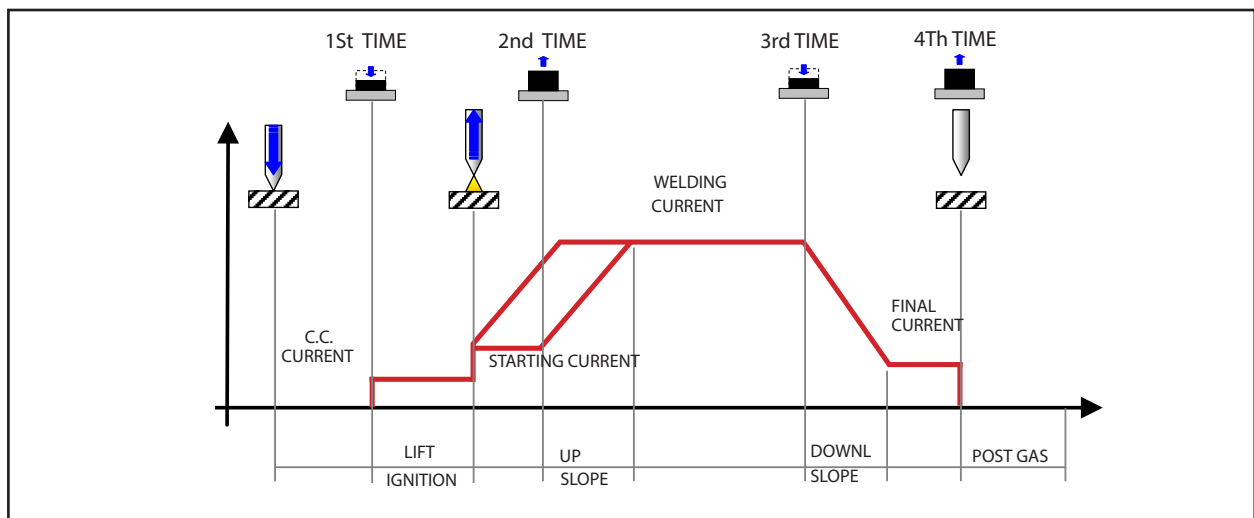 1St TIME
2nd TIME
3rd TIME
4Th TIME
WELDING
CURRENT
C.C.
CURRENT
STARTING CURRENT
FINAL
CURRENT
LIFT
IGNITION
UP
SLOPE
DOWNL
SLOPE
POST GAS